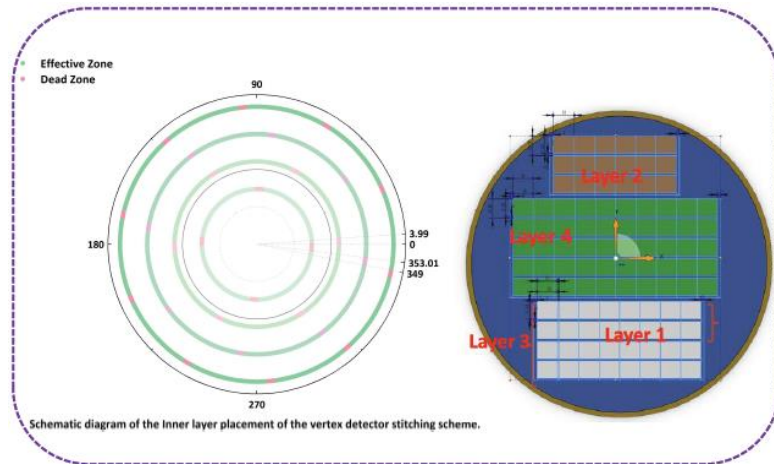 Effective Zone
Dead Zone
90
180
3.99
0
353.01
349
270
Layer 2
Layer 4
Layer 3
Layer 1
Schematic diagram of the Inner layer placement of the vertex detector stitching scheme.